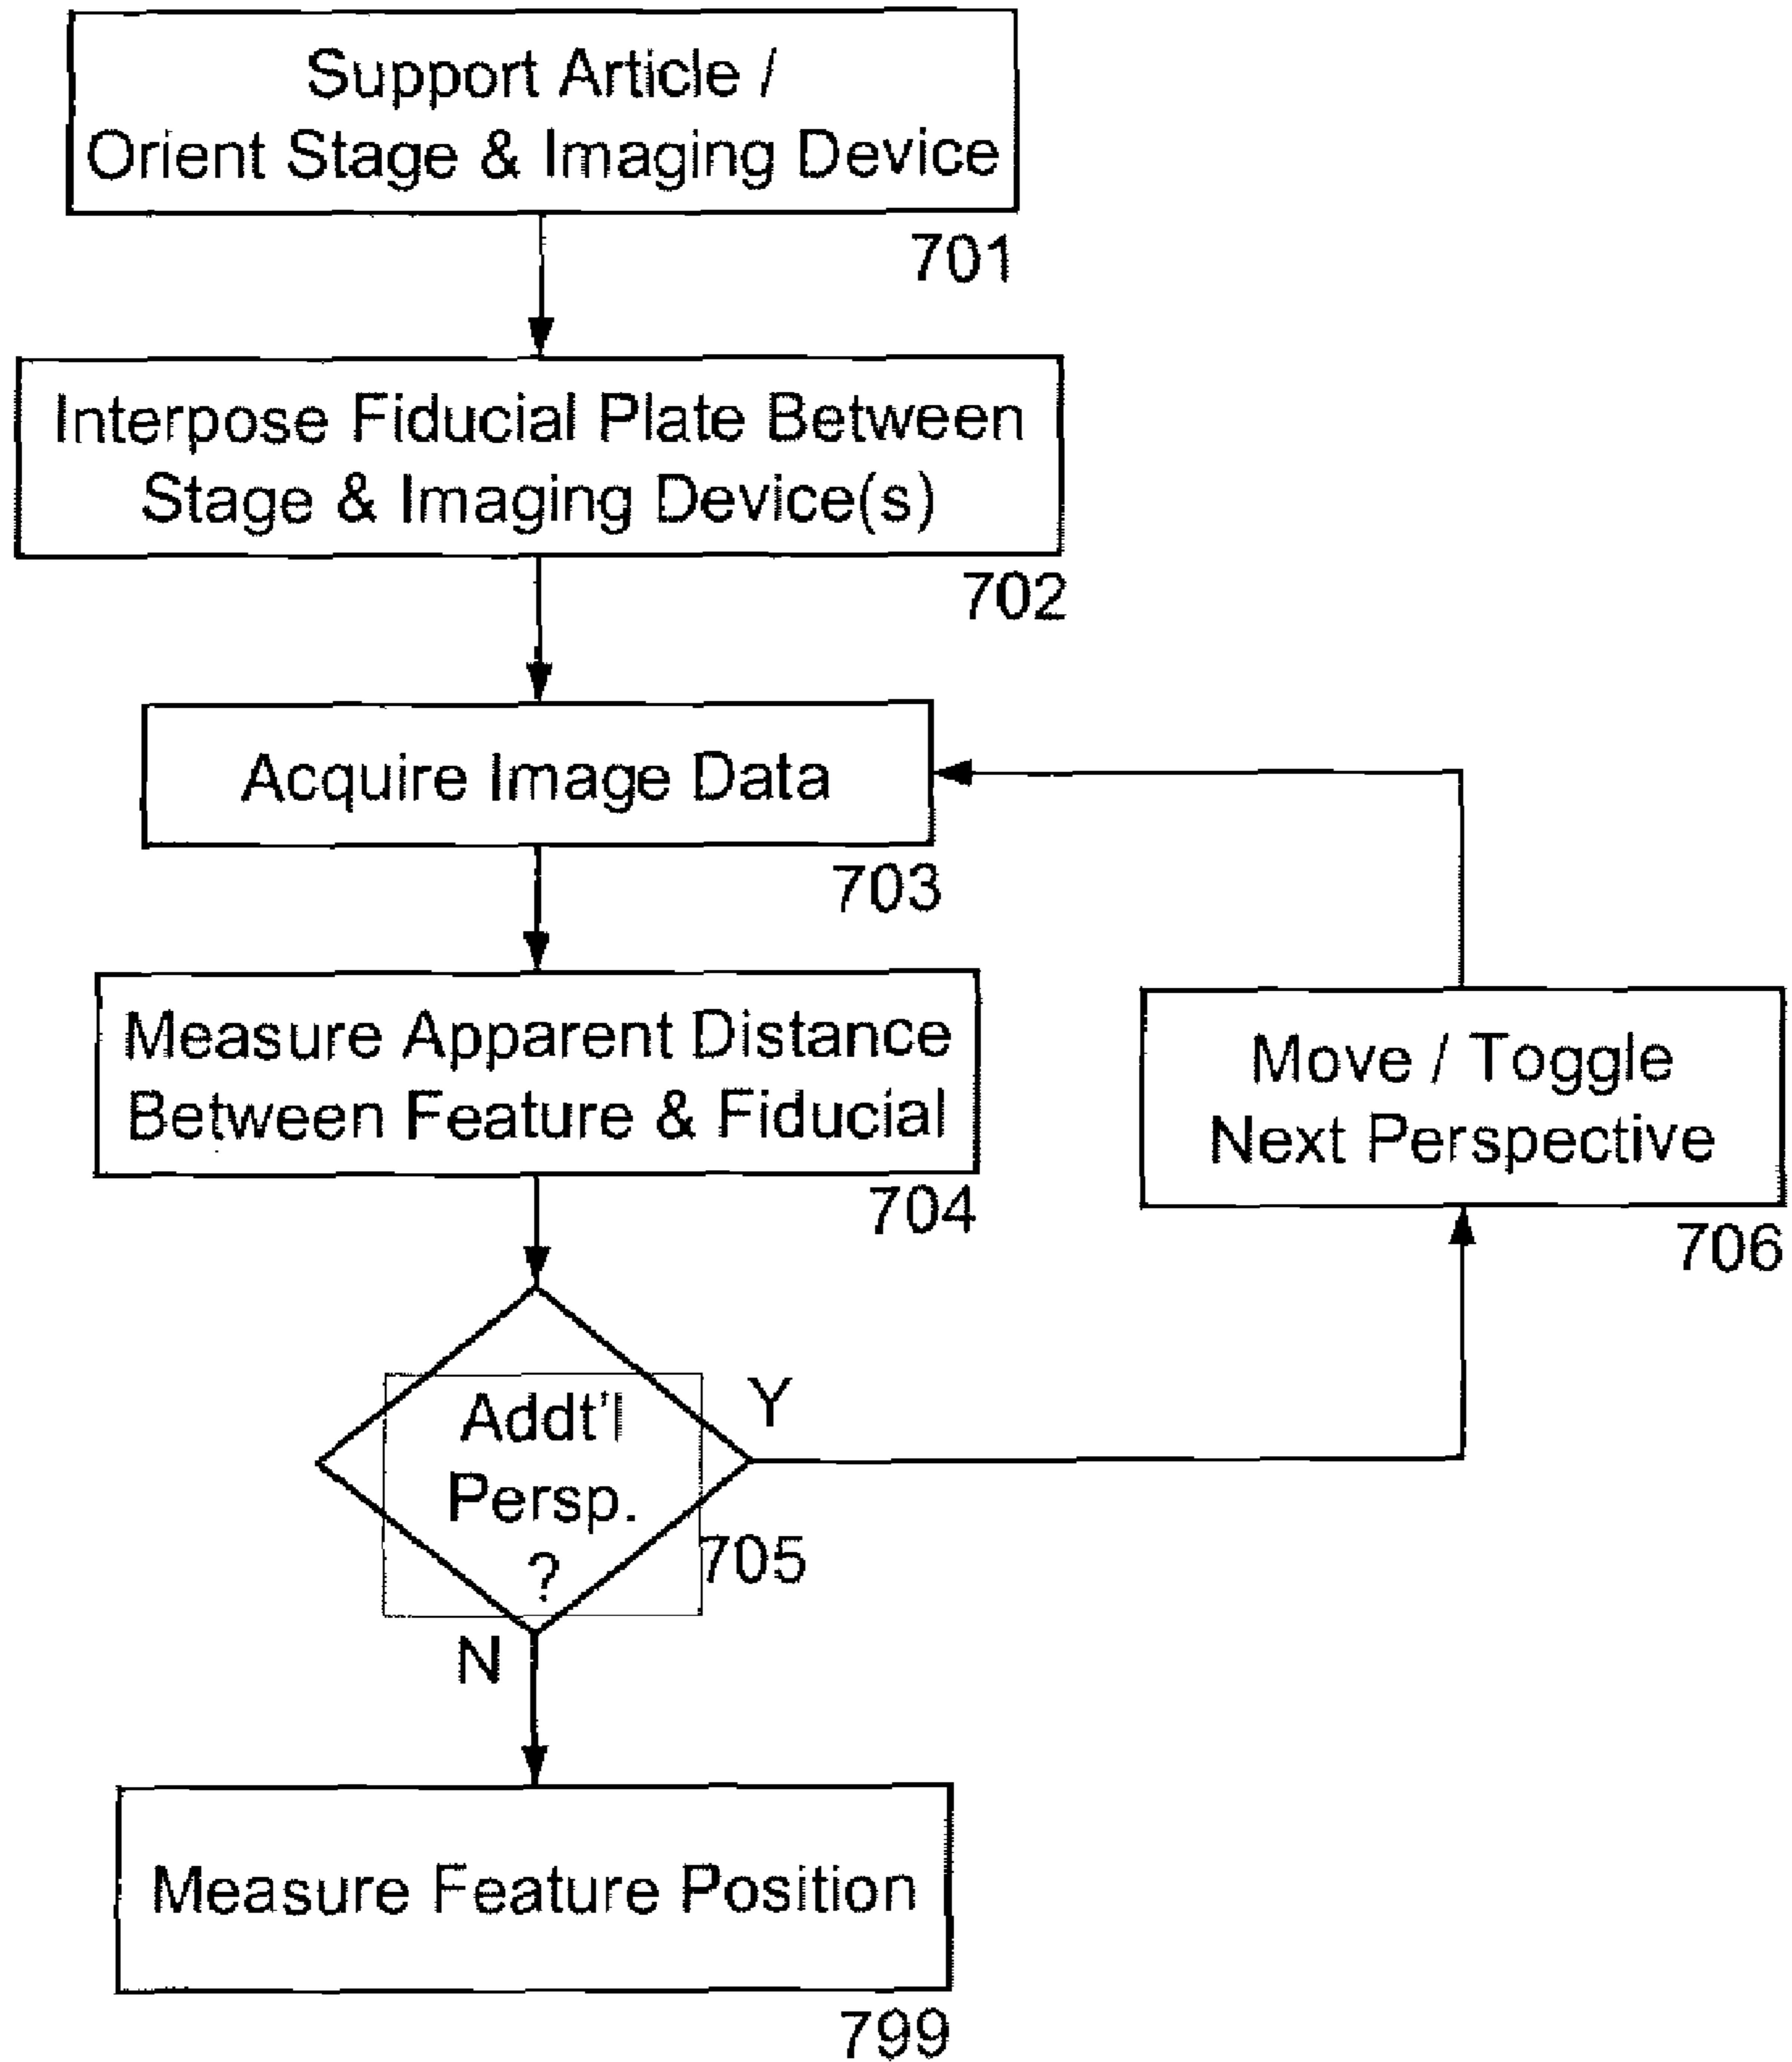 Support Article /
Orient Stage & Imaging Device
701
Interpose Fiducial Plate Between
Stage & Imaging Device(s)
702
Acquire Image Data
703
Measure Apparent Distance
Between Feature & Fiducial
704
Move / Toggle
Next Perspective
706
Addt'l
Persp.
?
Y
705
N
Measure Feature Position
799